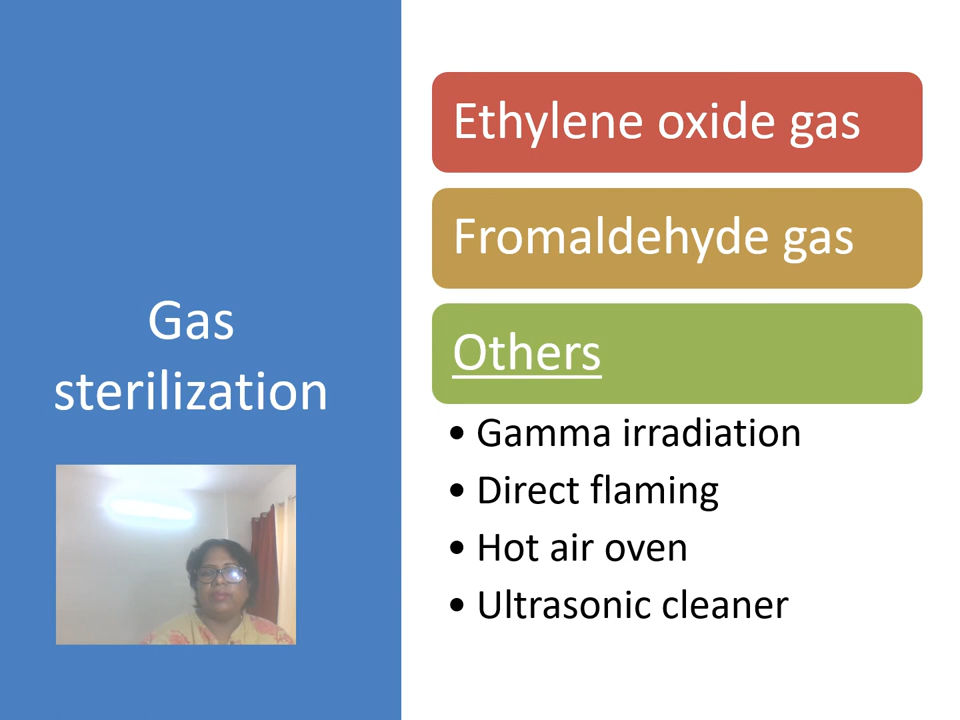 Gas
sterilization
Ethylene oxide gas
Fromaldehyde gas
Others
• Gamma irradiation
• Direct flaming
• Hot air oven
• Ultrasonic cleaner